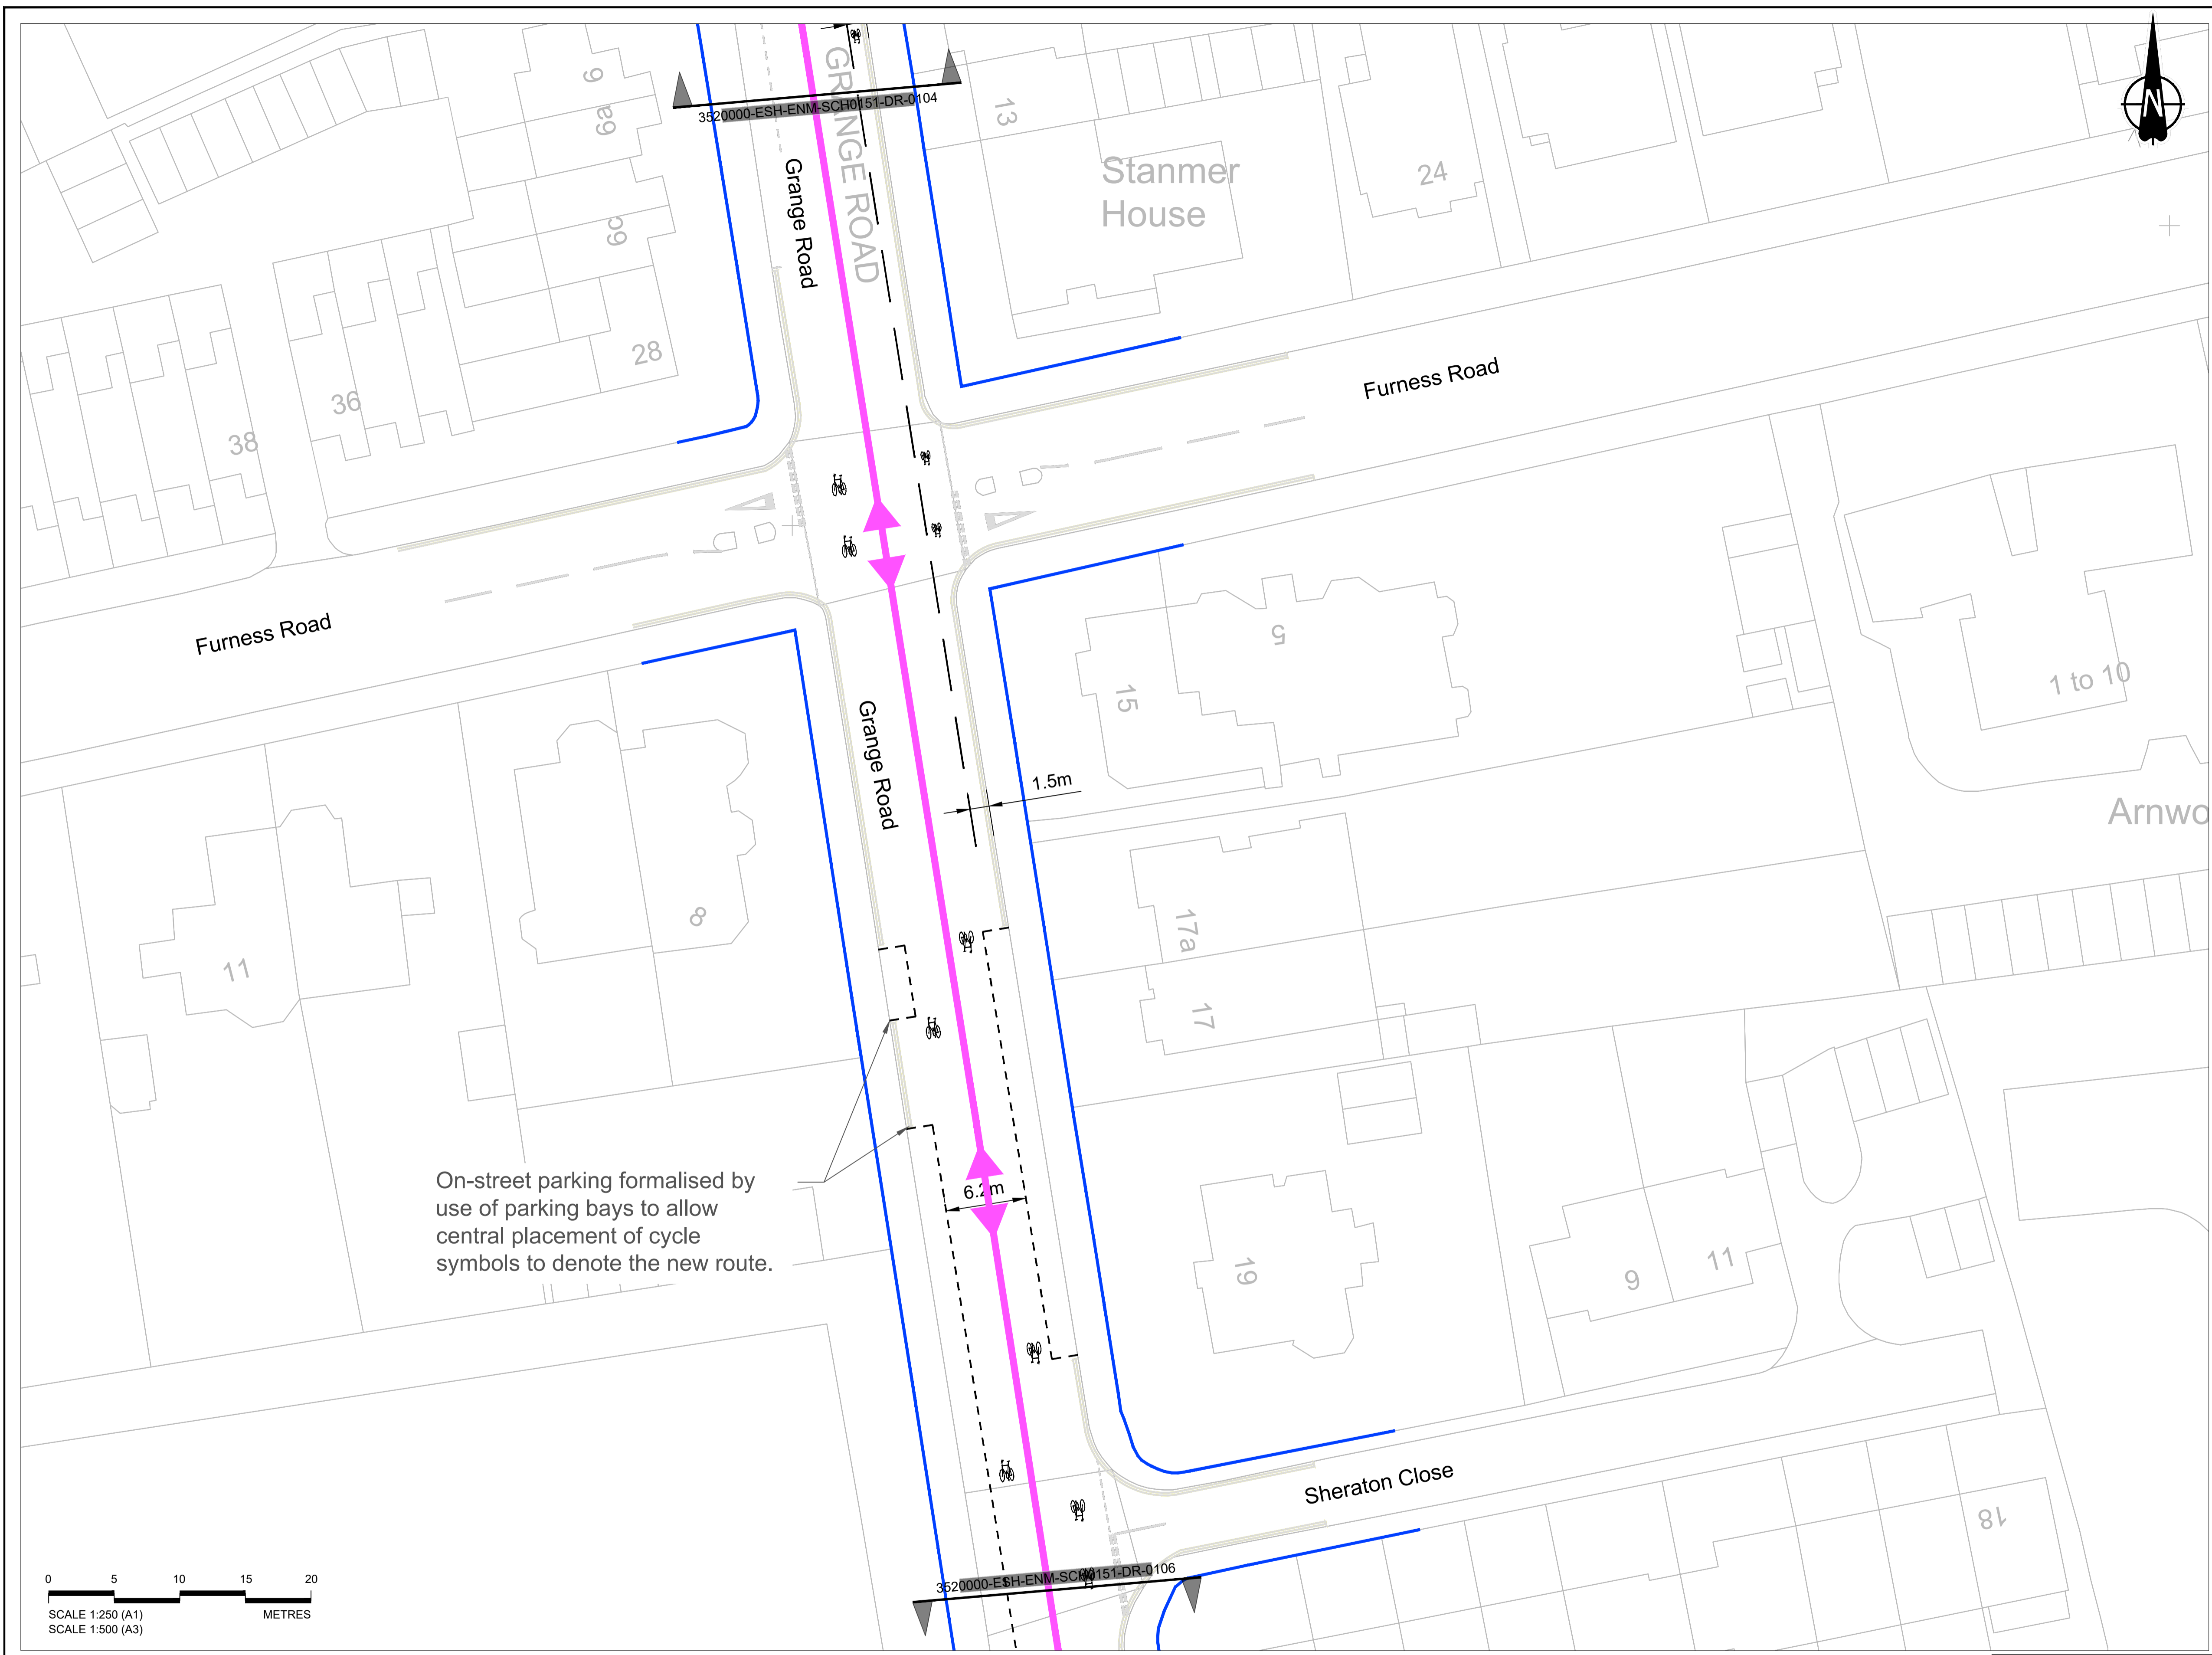 N
3520000-ESH-ENM-SCH0151-DR-0104
GRANGE ROAD
Grange Road
13
Stanmer
House
24
6
6a
6c
28
36
38
Furness Road
Furness Road
5
15
1 to 10
Grange Road
1.5m
Arnwo
17a
17
11
8
On-street parking formalised by
use of parking bays to allow
central placement of cycle
symbols to denote the new route.
6.2m
19
9
11
Sheraton Close
18
3520000-ESH-ENM-SCH0151-DR-0106
0 5 10 15 20
SCALE 1:250 (A1) METRES
SCALE 1:500 (A3)